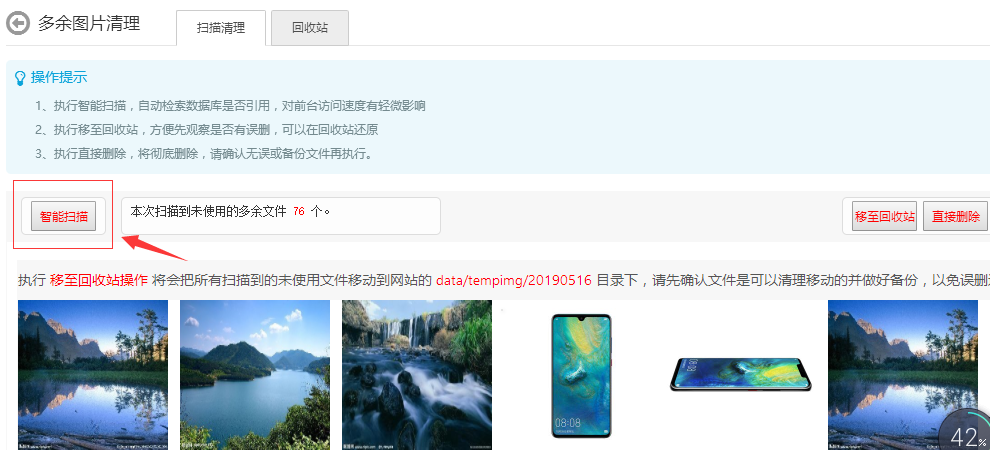 多余图片清理 扫描清理 回收站
操作提示
1、执行智能扫描，自动检索数据库是否引用，对前台访问速度有轻微影响
2、执行移至回收站，方便先观察是否有误删，可以在回收站还原
3、执行直接删除，将彻底删除，请确认无误或备份文件再执行。
智能扫描 本次扫描到未使用的多余文件 76 个。 移至回收站 直接删除
执行 移至回收站操作 将会把所有扫描到的未使用文件移动到网站的 data/tempimg/20190516 目录下，请先确认文件是可以清理移动的并做好备份，以免误删
08:08
42%